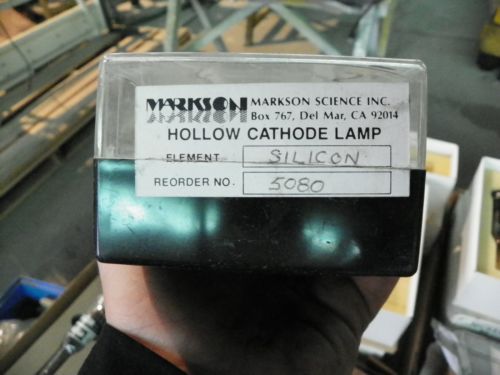 MARKSON MARKSON SCIENCE INC.
Box 767, Del Mar, CA 92014
HOLLOW CATHODE LAMP
ELEMENT SILICON
REORDER NO. 5080